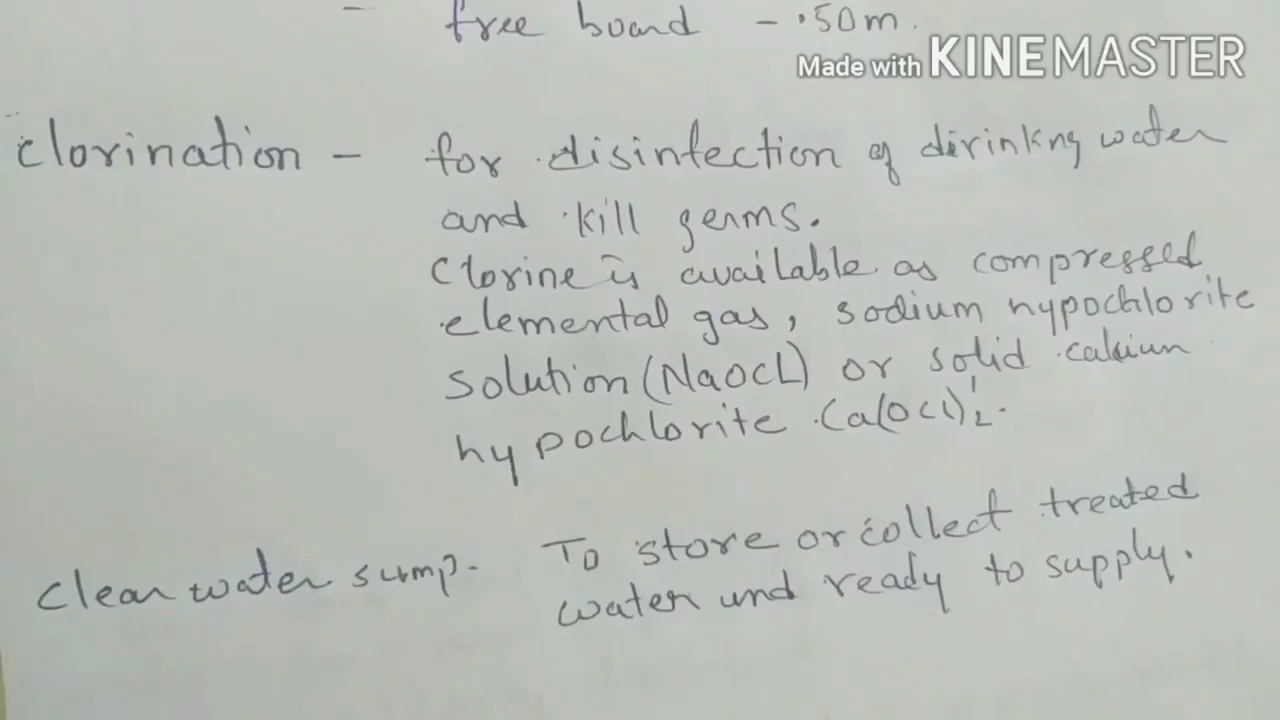 free board - .50m.
Made with KINEMASTER
Clorination - for disinfection of dirinking water
and kill germs.
Clorine is available as compressed
elemental gas, sodium hypochlorite
solution (NaOCL) or solid calcium
hypochlorite Ca(OCl)2.
Clear water sump. To store or collect treated
water and ready to supply.